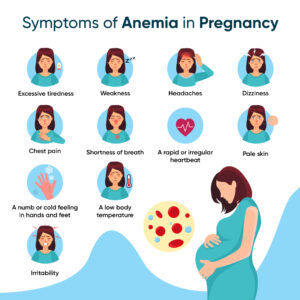 Symptoms of Anemia in Pregnancy
zzz
Excessive tiredness
Weakness
Headaches
Dizziness
Chest pain
Shortness of breath
A rapid or irregular
heartbeat
Pale skin
A numb or cold feeling
in hands and feet
A low body
temperature
Irritability